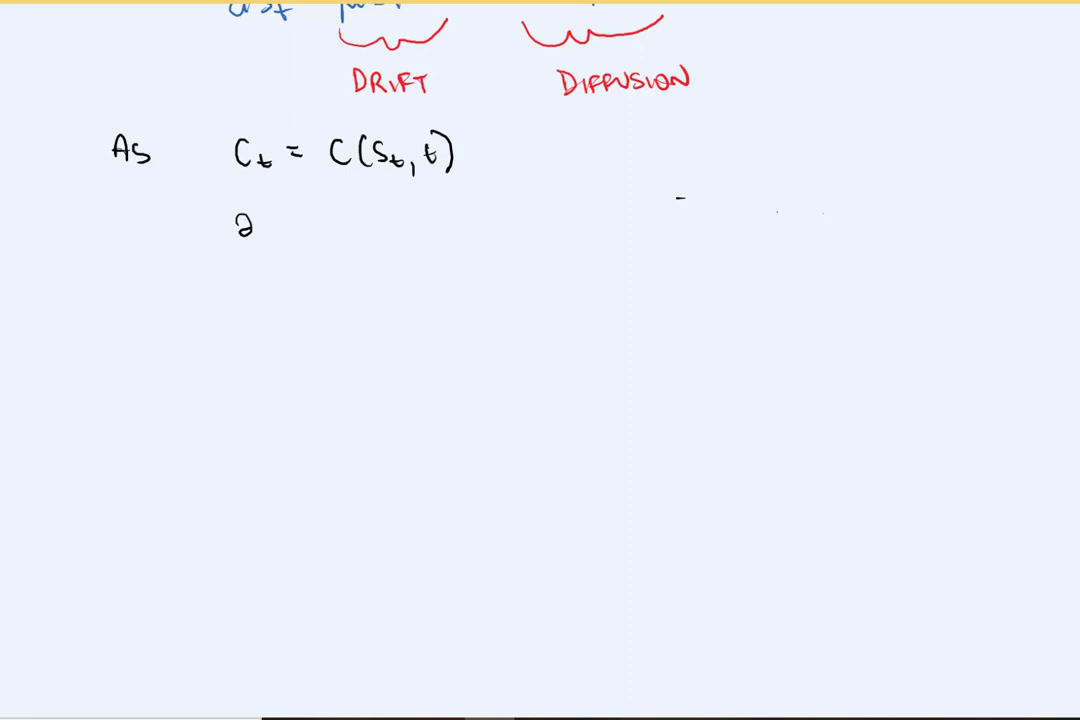 DRIFT DIFFUSION
As C_t = C(S_t, t)
∂